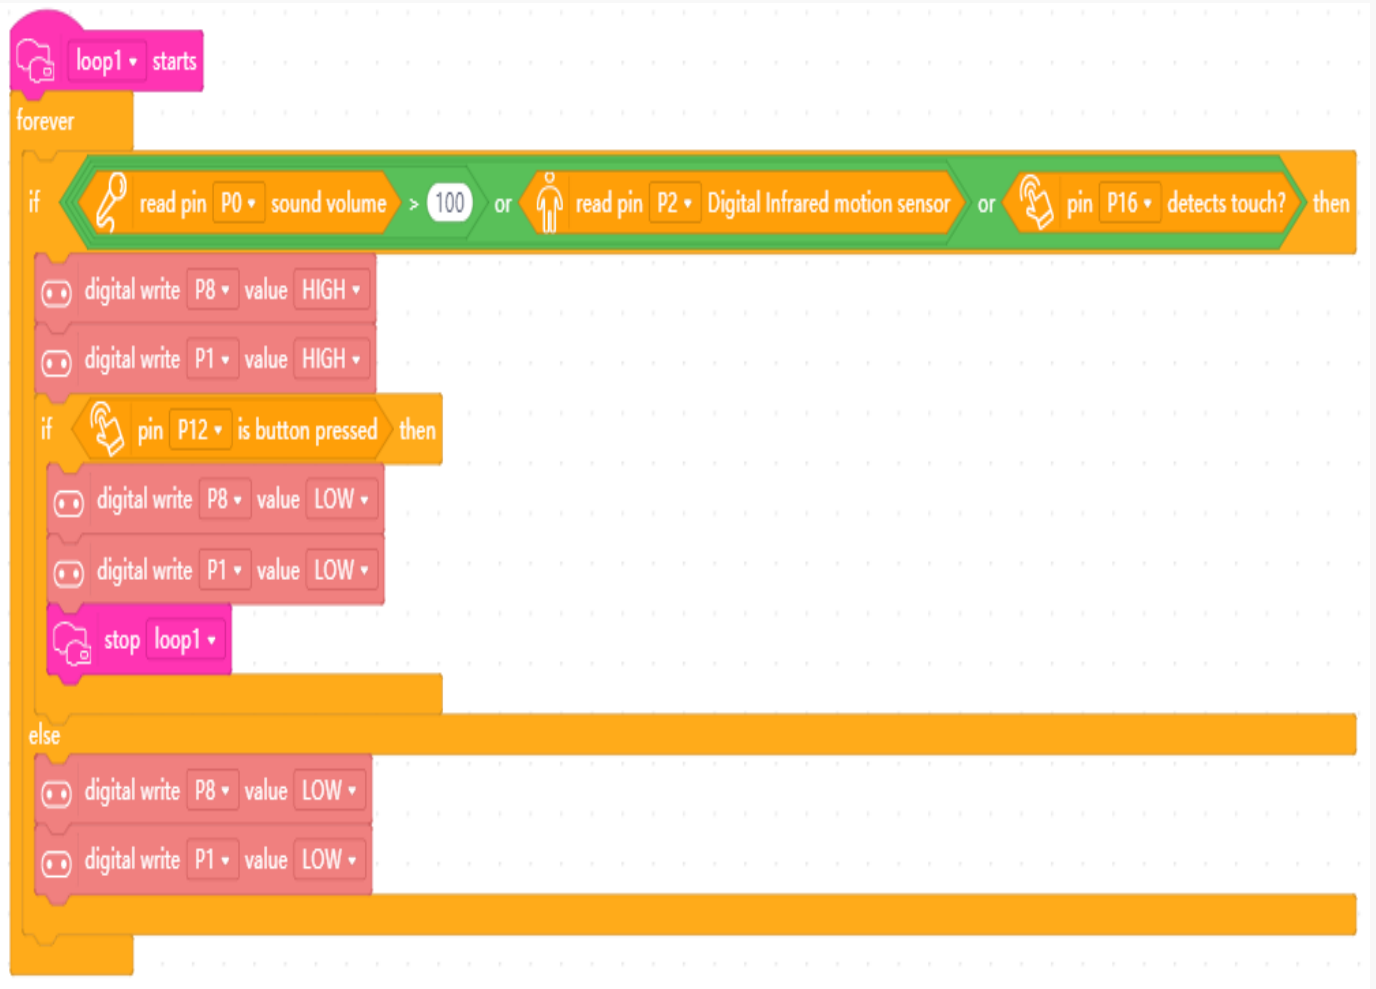 loop1 starts
forever
if read pin P0 sound volume > 100 or read pin P2 Digital Infrared motion sensor or pin P16 detects touch? then
digital write P8 value HIGH
digital write P1 value HIGH
if pin P12 is button pressed then
digital write P8 value LOW
digital write P1 value LOW
stop loop1
else
digital write P8 value LOW
digital write P1 value LOW